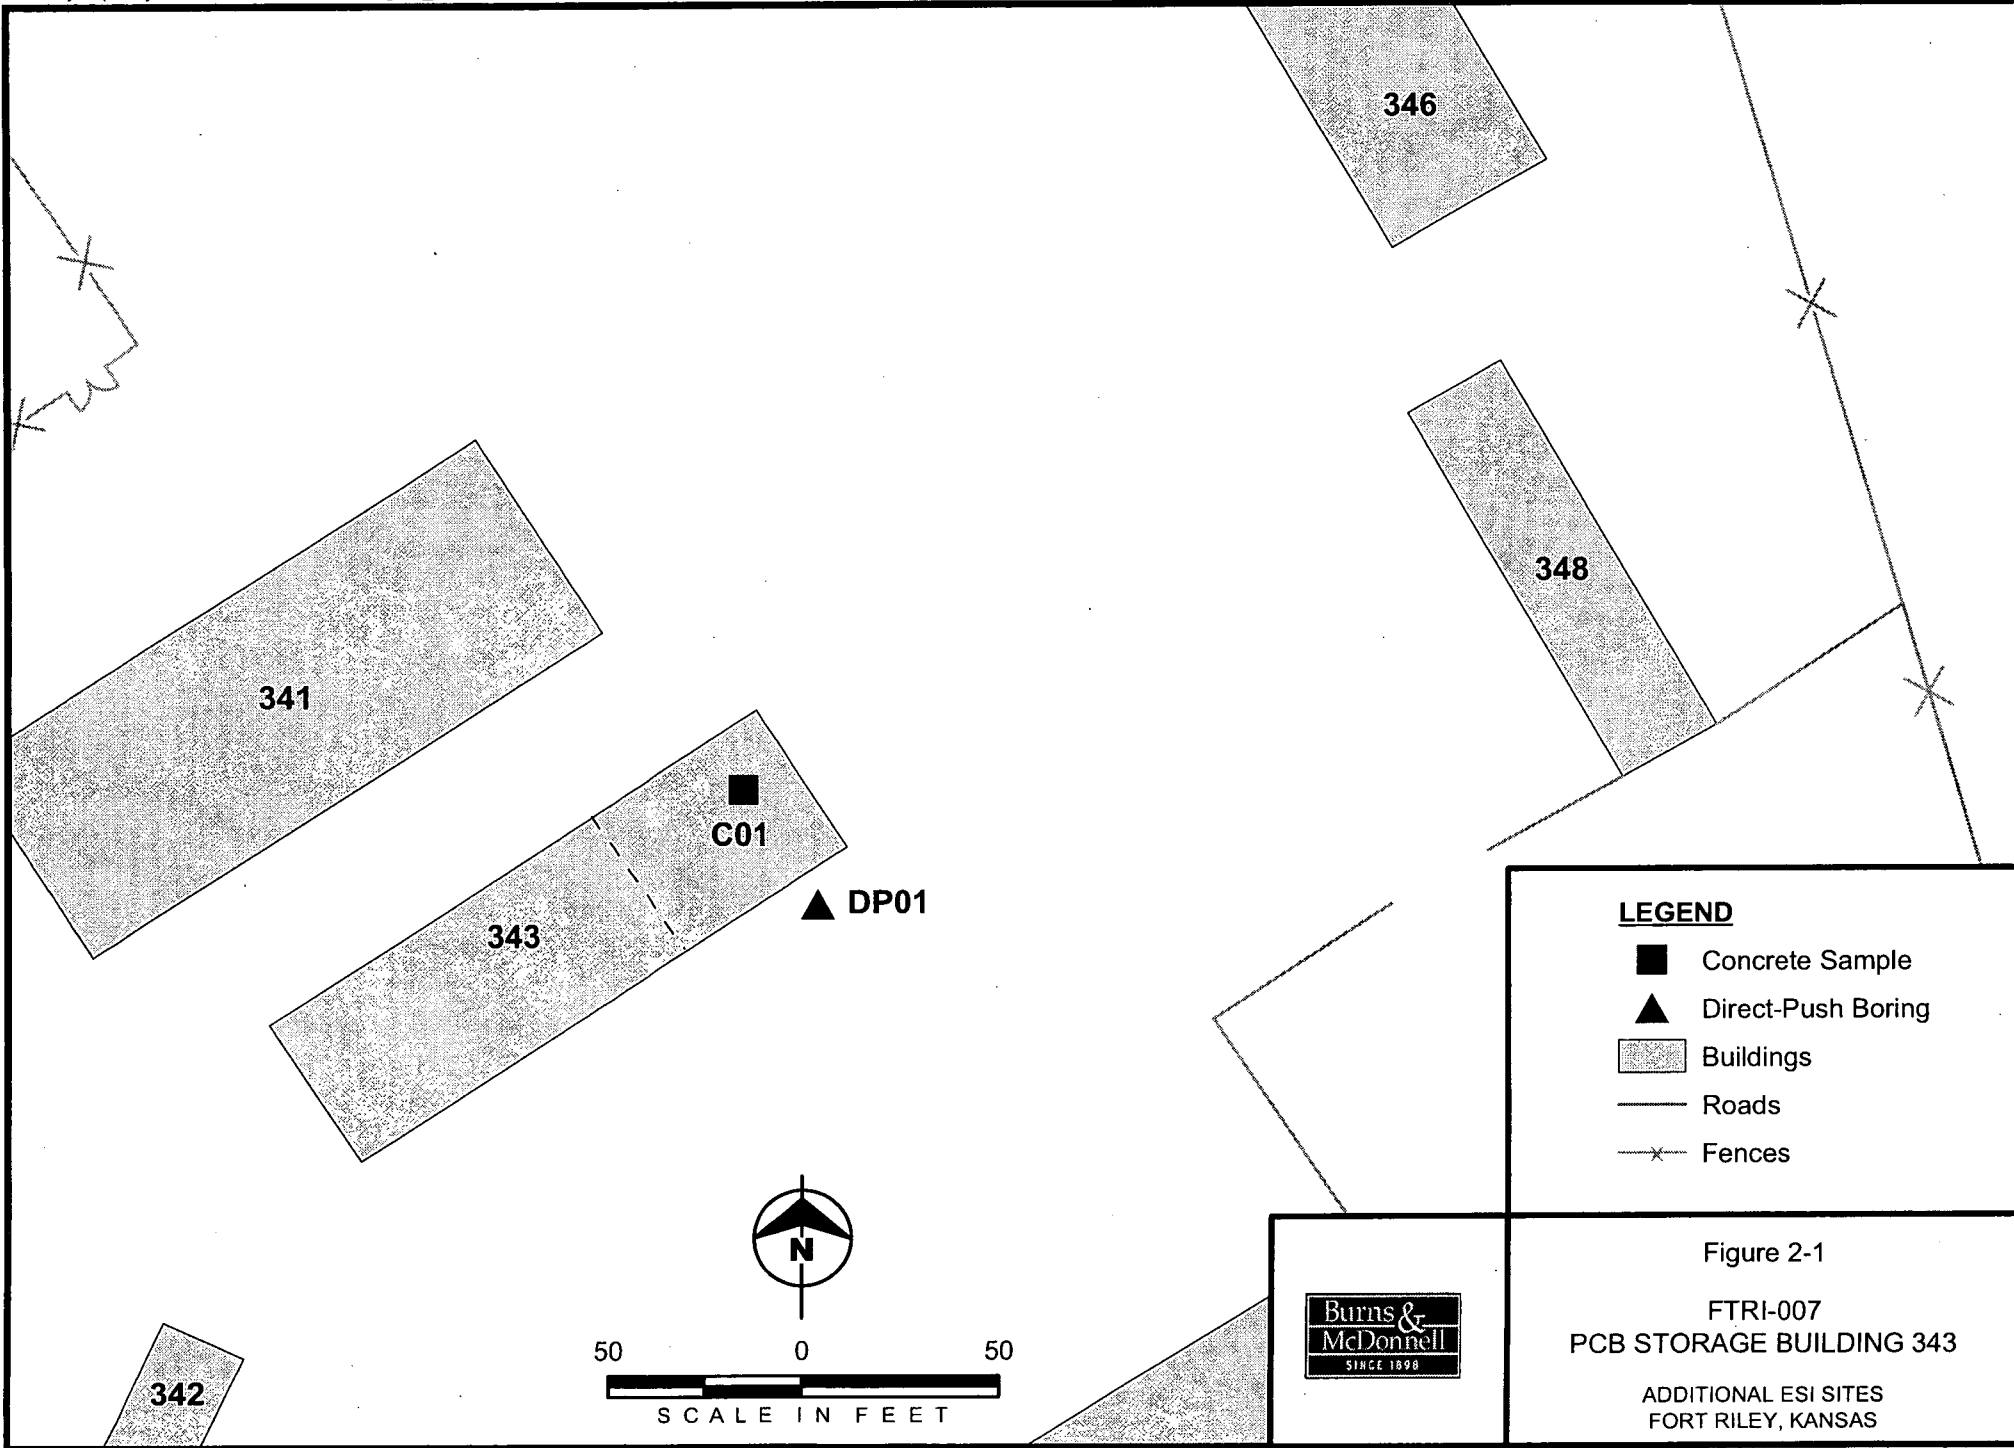 346
348
341
C01
DP01
343
342
N
50 0 50
SCALE IN FEET
LEGEND
Concrete Sample
Direct-Push Boring
Buildings
Roads
Fences
Burns &
McDonnell
SINCE 1898
Figure 2-1
FTRI-007
PCB STORAGE BUILDING 343
ADDITIONAL ESI SITES
FORT RILEY, KANSAS